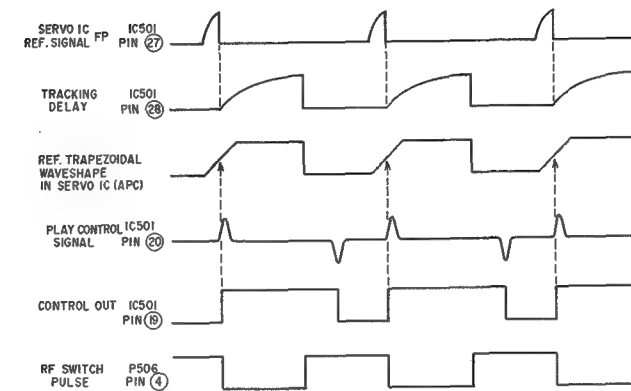 SERVO IC IC501
REF. SIGNAL FP PIN 27
TRACKING IC501
DELAY PIN 28
REF. TRAPEZOIDAL
WAVESHAPE
IN SERVO IC (APC)
PLAY CONTROL IC501
SIGNAL PIN 20
CONTROL OUT IC501
PIN 19
RF SWITCH P506
PULSE PIN 4